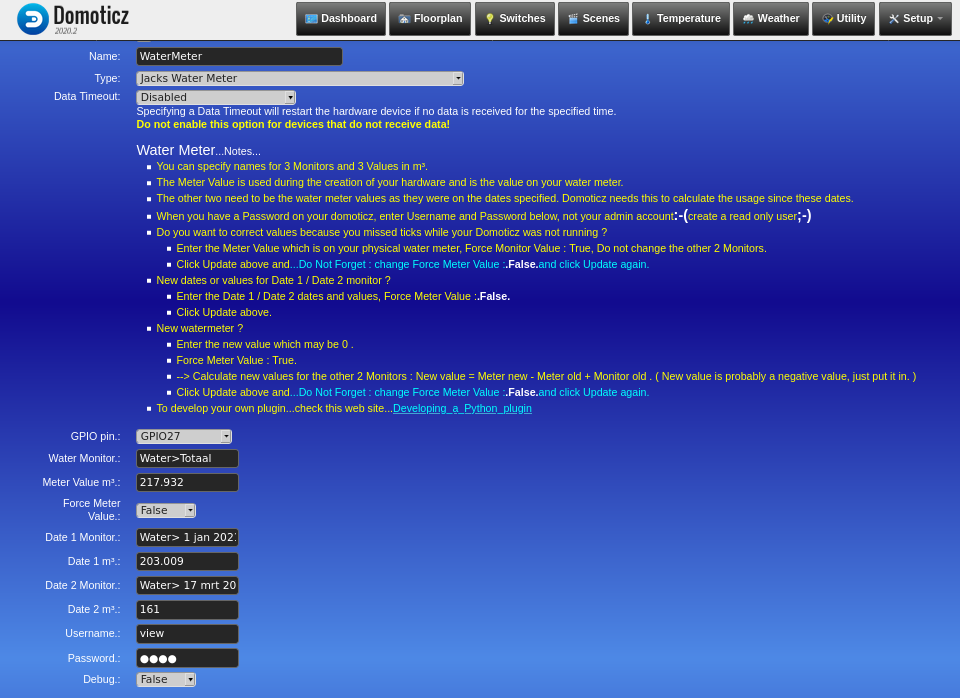 Domoticz
2020.2
Dashboard Floorplan Switches Scenes Temperature Weather Utility Setup
Name: WaterMeter
Type: Jacks Water Meter
Data Timeout: Disabled
Specifying a Data Timeout will restart the hardware device if no data is received for the specified time.
Do not enable this option for devices that do not receive data!
Water Meter...Notes...
You can specify names for 3 Monitors and 3 Values in m³.
The Meter Value is used during the creation of your hardware and is the value on your water meter.
The other two need to be the water meter values as they were on the dates specified. Domoticz needs this to calculate the usage since these dates.
When you have a Password on your domoticz, enter Username and Password below, not your admin account:-(create a read only user;-)
Do you want to correct values because you missed ticks while your Domoticz was not running ?
Enter the Meter Value which is on your physical water meter, Force Monitor Value : True, Do not change the other 2 Monitors.
Click Update above and...Do Not Forget : change Force Meter Value :.False.and click Update again.
New dates or values for Date 1 / Date 2 monitor ?
Enter the Date 1 / Date 2 dates and values, Force Meter Value :.False.
Click Update above.
New watermeter ?
Enter the new value which may be 0 .
Force Meter Value : True.
--> Calculate new values for the other 2 Monitors : New value = Meter new - Meter old + Monitor old . ( New value is probably a negative value, just put it in. )
Click Update above and...Do Not Forget : change Force Meter Value :.False.and click Update again.
To develop your own plugin...check this web site...Developing_a_Python_plugin
GPIO pin.: GPIO27
Water Monitor.: Water>Totaal
Meter Value m³.: 217.932
Force Meter
Value.: False
Date 1 Monitor.: Water> 1 jan 202
Date 1 m³.: 203.009
Date 2 Monitor.: Water> 17 mrt 20
Date 2 m³.: 161
Username.: view
Password.: ●●●●
Debug.: False